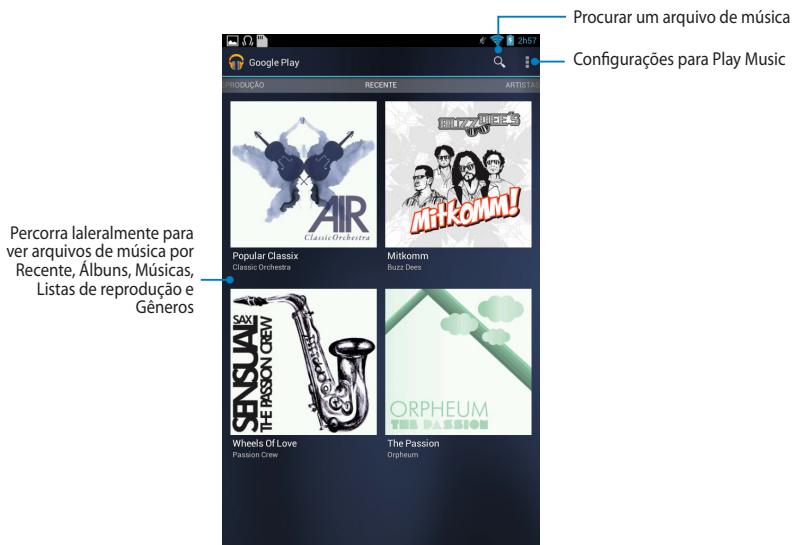 Procurar um arquivo de música
2h57
Google Play
Configurações para Play Music
PRODUÇÃO
RECENTE
ARTISTAS
BUZZ DEE'S
Mitkomm!
AIR
ClassicOrchestra
Popular Classix
Classic Orchestra
Mitkomm
Buzz Dees
Percorra laleralmente para
ver arquivos de música por
Recente, Álbuns, Músicas,
Listas de reprodução e
Gêneros
SENSUAL
SAX
THE PASSION CREW
ORPHEUM
THE PASSION
Wheels Of Love
Passion Crew
The Passion
Orpheum